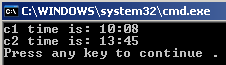 C:\WINDOWS\system32\cmd.exe
c1 time is: 10:08
c2 time is: 13:45
Press any key to continue .